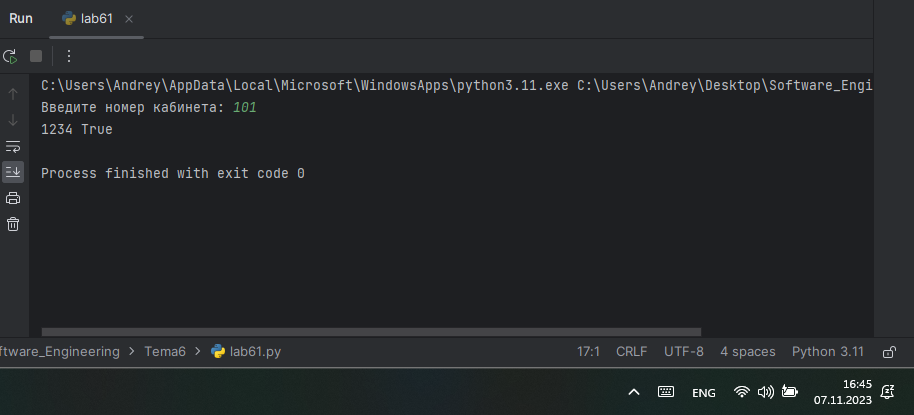 Run
lab61
C:\Users\Andrey\AppData\Local\Microsoft\WindowsApps\python3.11.exe C:\Users\Andrey\Desktop\Software_Engi
Введите номер кабинета: 101
1234 True
Process finished with exit code 0
ftware_Engineering > Tema6 > lab61.py
17:1 CRLF UTF-8 4 spaces Python 3.11
ENG
16:45
07.11.2023